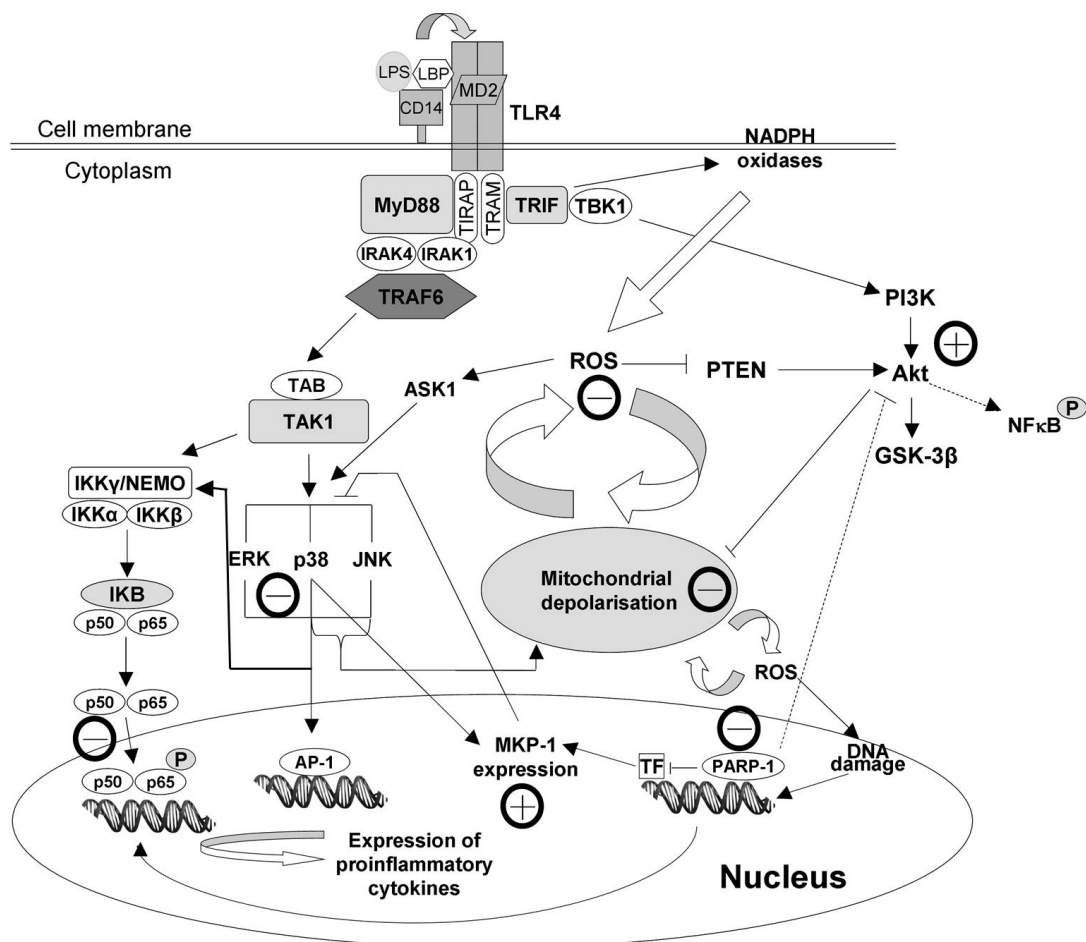 LPS
LBP
MD2
CD14
TLR4
Cell membrane
Cytoplasm
NADPH
oxidases
MyD88
TIRAP
TRAM
TRIF
TBK1
IRAK4
IRAK1
TRAF6
PI3K
+
ROS
PTEN
Akt
−
ASK1
TAB
TAK1
P
NFκB
GSK-3β
IKKγ/NEMO
IKKα
IKKβ
ERK
p38
JNK
−
Mitochondrial
depolarisation
−
IKB
p50
p65
ROS
p50
p65
−
−
MKP-1
expression
+
TF
PARP-1
DNA
damage
P
p50
p65
AP-1
Expression of
proinflammatory
cytokines
Nucleus